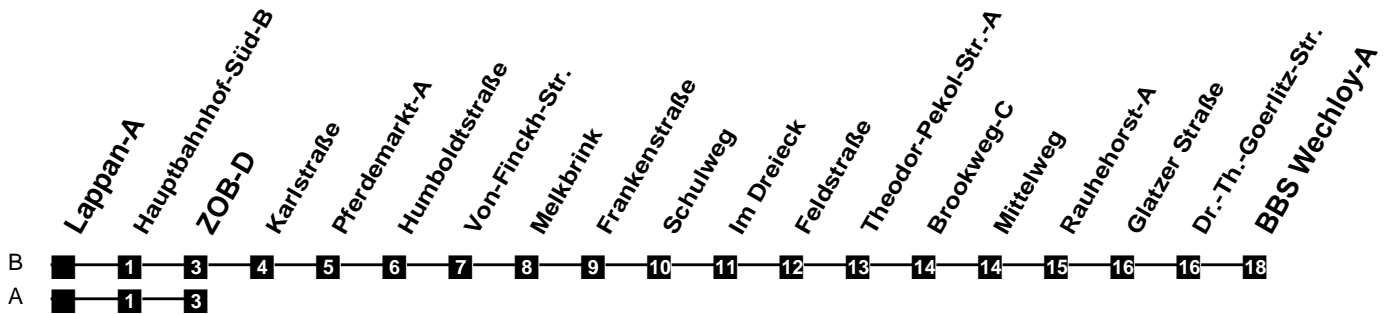 Lappan-A
Hauptbahnhof-Süd-B
ZOB-D
Karlstraße
Pferdemarkt-A
Humboldtstraße
Von-Finckh-Str.
Melkbrink
Frankenstraße
Schulweg
Im Dreieck
Feldstraße
Theodor-Pekol-Str.-A
Brookweg-C
Mittelweg
Rauhehorst-A
Glatzer Straße
Dr.-Th.-Goerlitz-Str.
BBS Wechloy-A
B 1 3 4 5 6 7 8 9 10 11 12 13 14 14 15 16 16 18
A 1 3